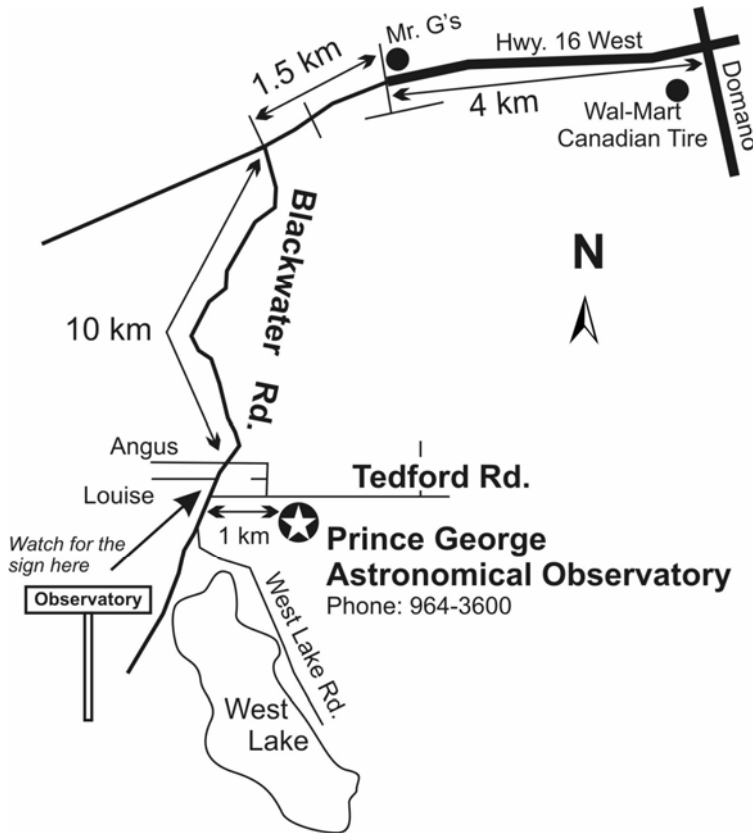 Mr. G's
Hwy. 16 West
1.5 km
4 km
Domano
Wal-Mart
Canadian Tire
Blackwater Rd.
N
10 km
Angus
Tedford Rd.
Louise
1 km
Watch for the
sign here
Prince George
Astronomical Observatory
Phone: 964-3600
Observatory
West Lake Rd.
West
Lake